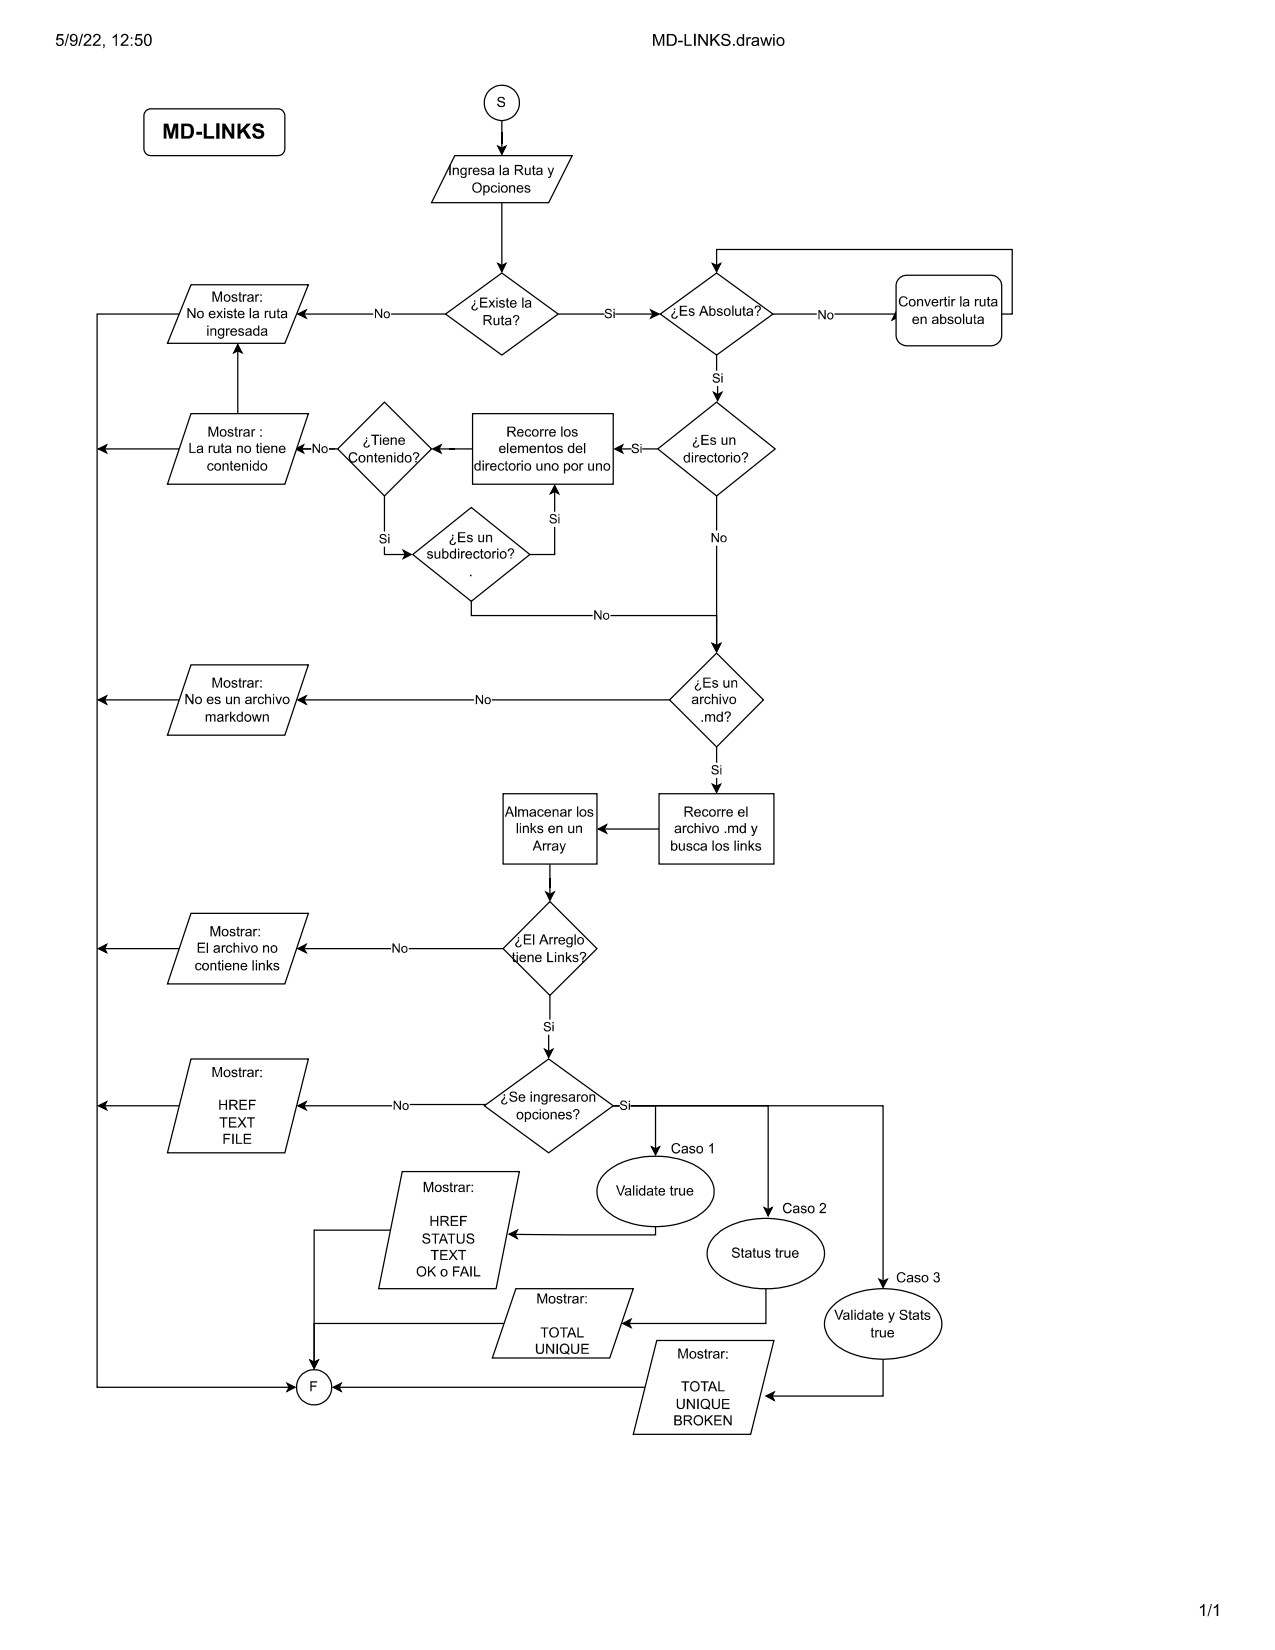 5/9/22, 12:50
MD-LINKS.drawio
S
MD-LINKS
Ingresa la Ruta y
Opciones
Mostrar:
No existe la ruta
ingresada
No
¿Existe la
Ruta?
Si
¿Es Absoluta?
No
Convertir la ruta
en absoluta
Si
Mostrar :
La ruta no tiene
contenido
No
¿Tiene
Contenido?
Recorre los
elementos del
directorio uno por uno
Si
¿Es un
directorio?
Si
Si
¿Es un
subdirectorio?
.
No
No
Mostrar:
No es un archivo
markdown
No
¿Es un
archivo
.md?
Si
Almacenar los
links en un
Array
Recorre el
archivo .md y
busca los links
Mostrar:
El archivo no
contiene links
No
¿El Arreglo
tiene Links?
Si
Mostrar:
HREF
TEXT
FILE
No
¿Se ingresaron
opciones?
Si
Caso 1
Validate true
Mostrar:
HREF
STATUS
TEXT
OK o FAIL
Caso 2
Status true
Mostrar:
TOTAL
UNIQUE
Caso 3
Validate y Stats
true
Mostrar:
TOTAL
UNIQUE
BROKEN
F
1/1